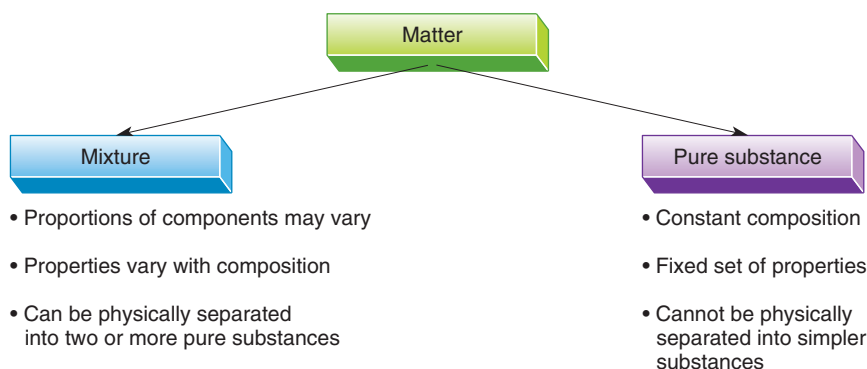 Matter
Mixture
• Proportions of components may vary
• Properties vary with composition
• Can be physically separated
into two or more pure substances
Pure substance
• Constant composition
• Fixed set of properties
• Cannot be physically
separated into simpler
substances